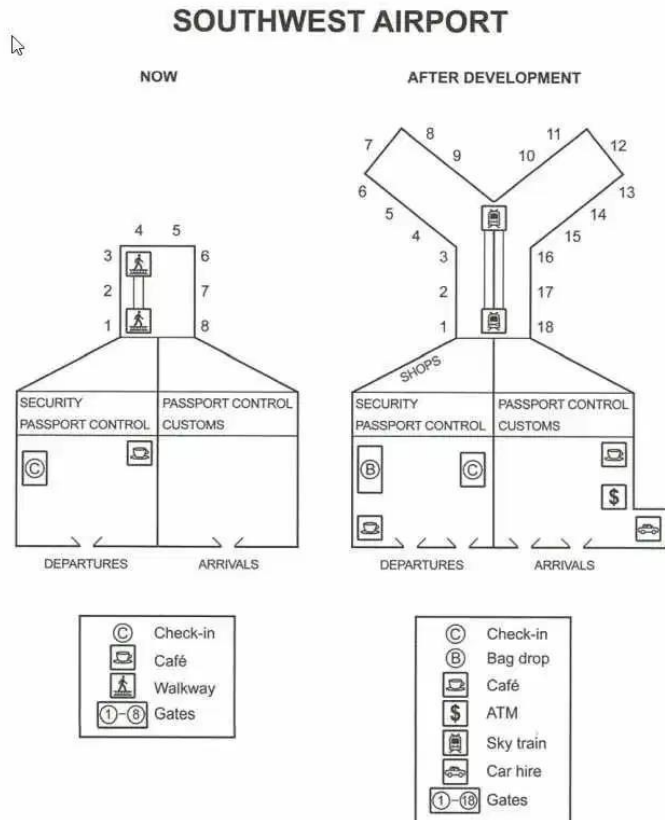 SOUTHWEST AIRPORT
NOW
4 5
3 6
2 7
1 8
SECURITY
PASSPORT CONTROL
PASSPORT CONTROL
CUSTOMS
C
DEPARTURES
ARRIVALS
C Check-in
Café
Walkway
1–8 Gates
AFTER DEVELOPMENT
8 11
7 12
9 10
6 13
5 14
4 15
3 16
2 17
1 18
SHOPS
SECURITY
PASSPORT CONTROL
PASSPORT CONTROL
CUSTOMS
B
C
$
DEPARTURES
ARRIVALS
C Check-in
B Bag drop
Café
$ ATM
Sky train
Car hire
1–18 Gates